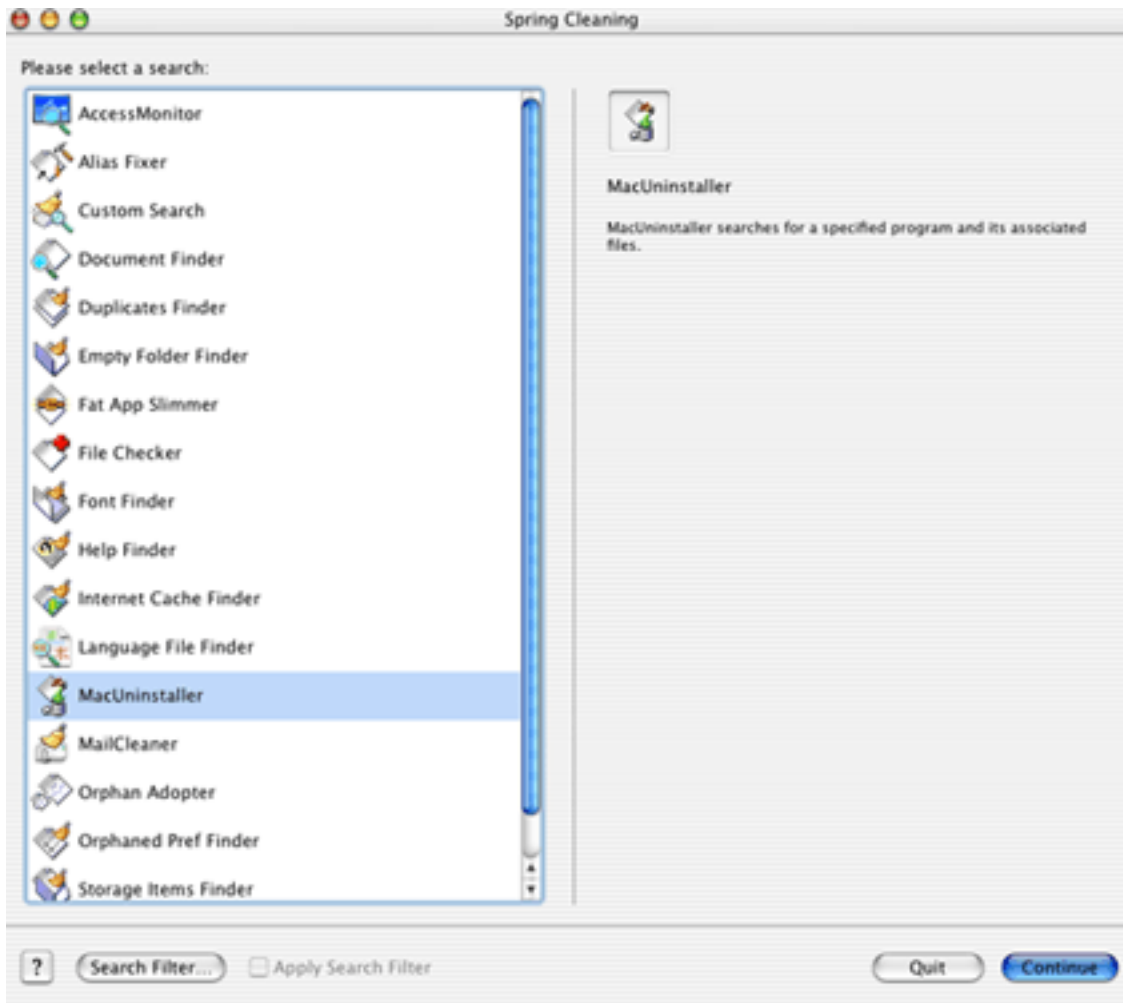 Spring Cleaning
Please select a search:
AccessMonitor
Alias Fixer
Custom Search
Document Finder
Duplicates Finder
Empty Folder Finder
Fat App Slimmer
File Checker
Font Finder
Help Finder
Internet Cache Finder
Language File Finder
MacUninstaller
MailCleaner
Orphan Adopter
Orphaned Pref Finder
Storage Items Finder
MacUninstaller
MacUninstaller searches for a specified program and its associated
files.
? Search Filter... Apply Search Filter Quit Continue